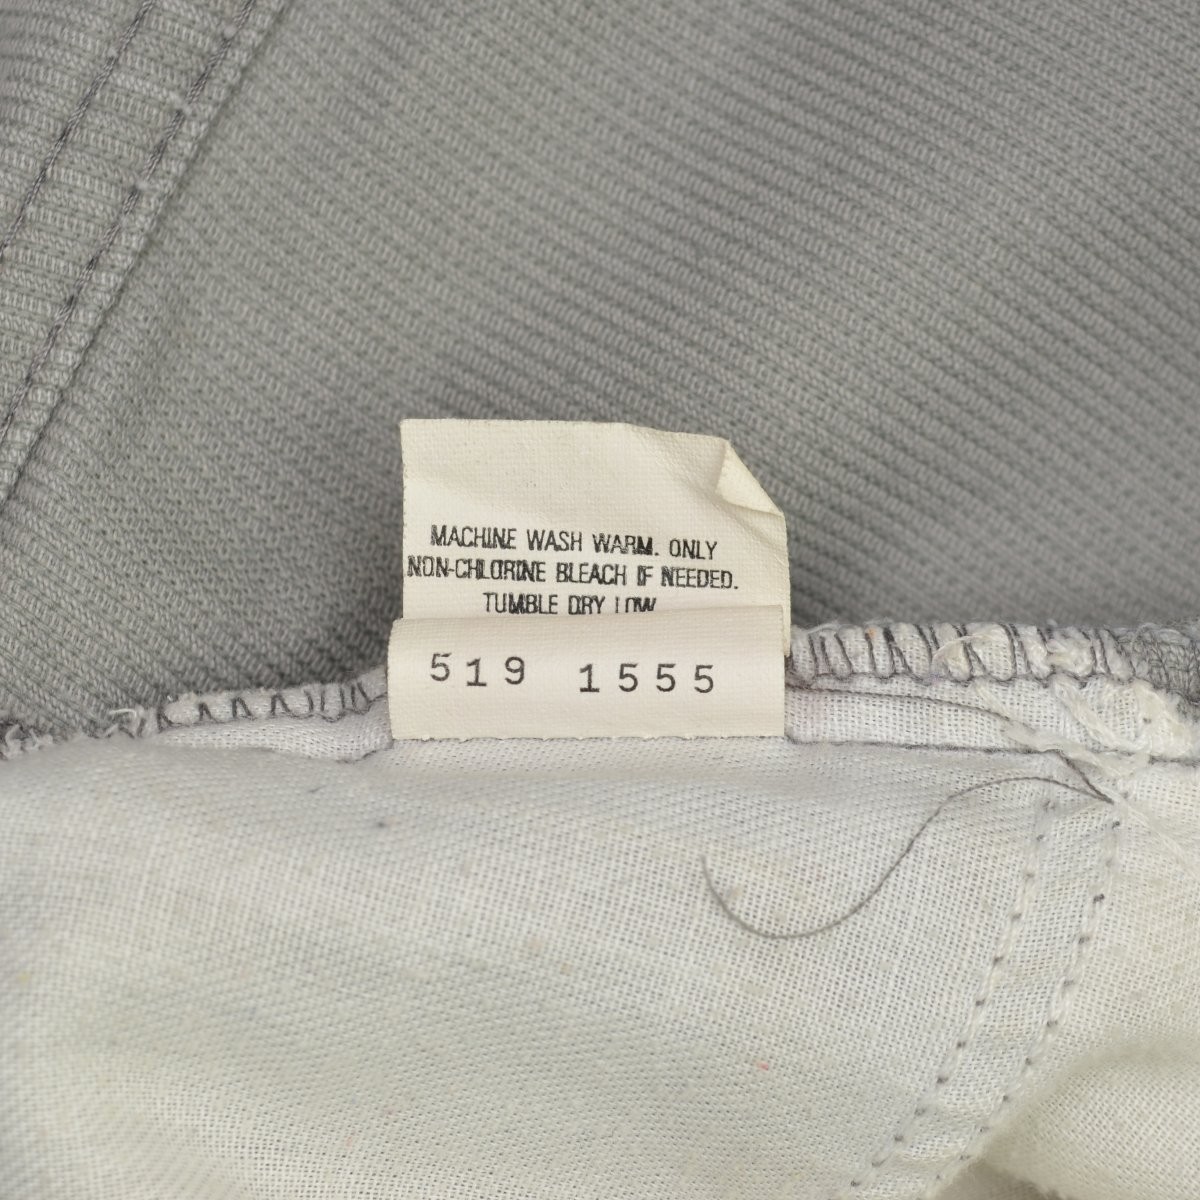 MACHINE WASH WARM. ONLY
NON-CHLORINE BLEACH IF NEEDED.
TUMBLE DRY LOW
519 1555